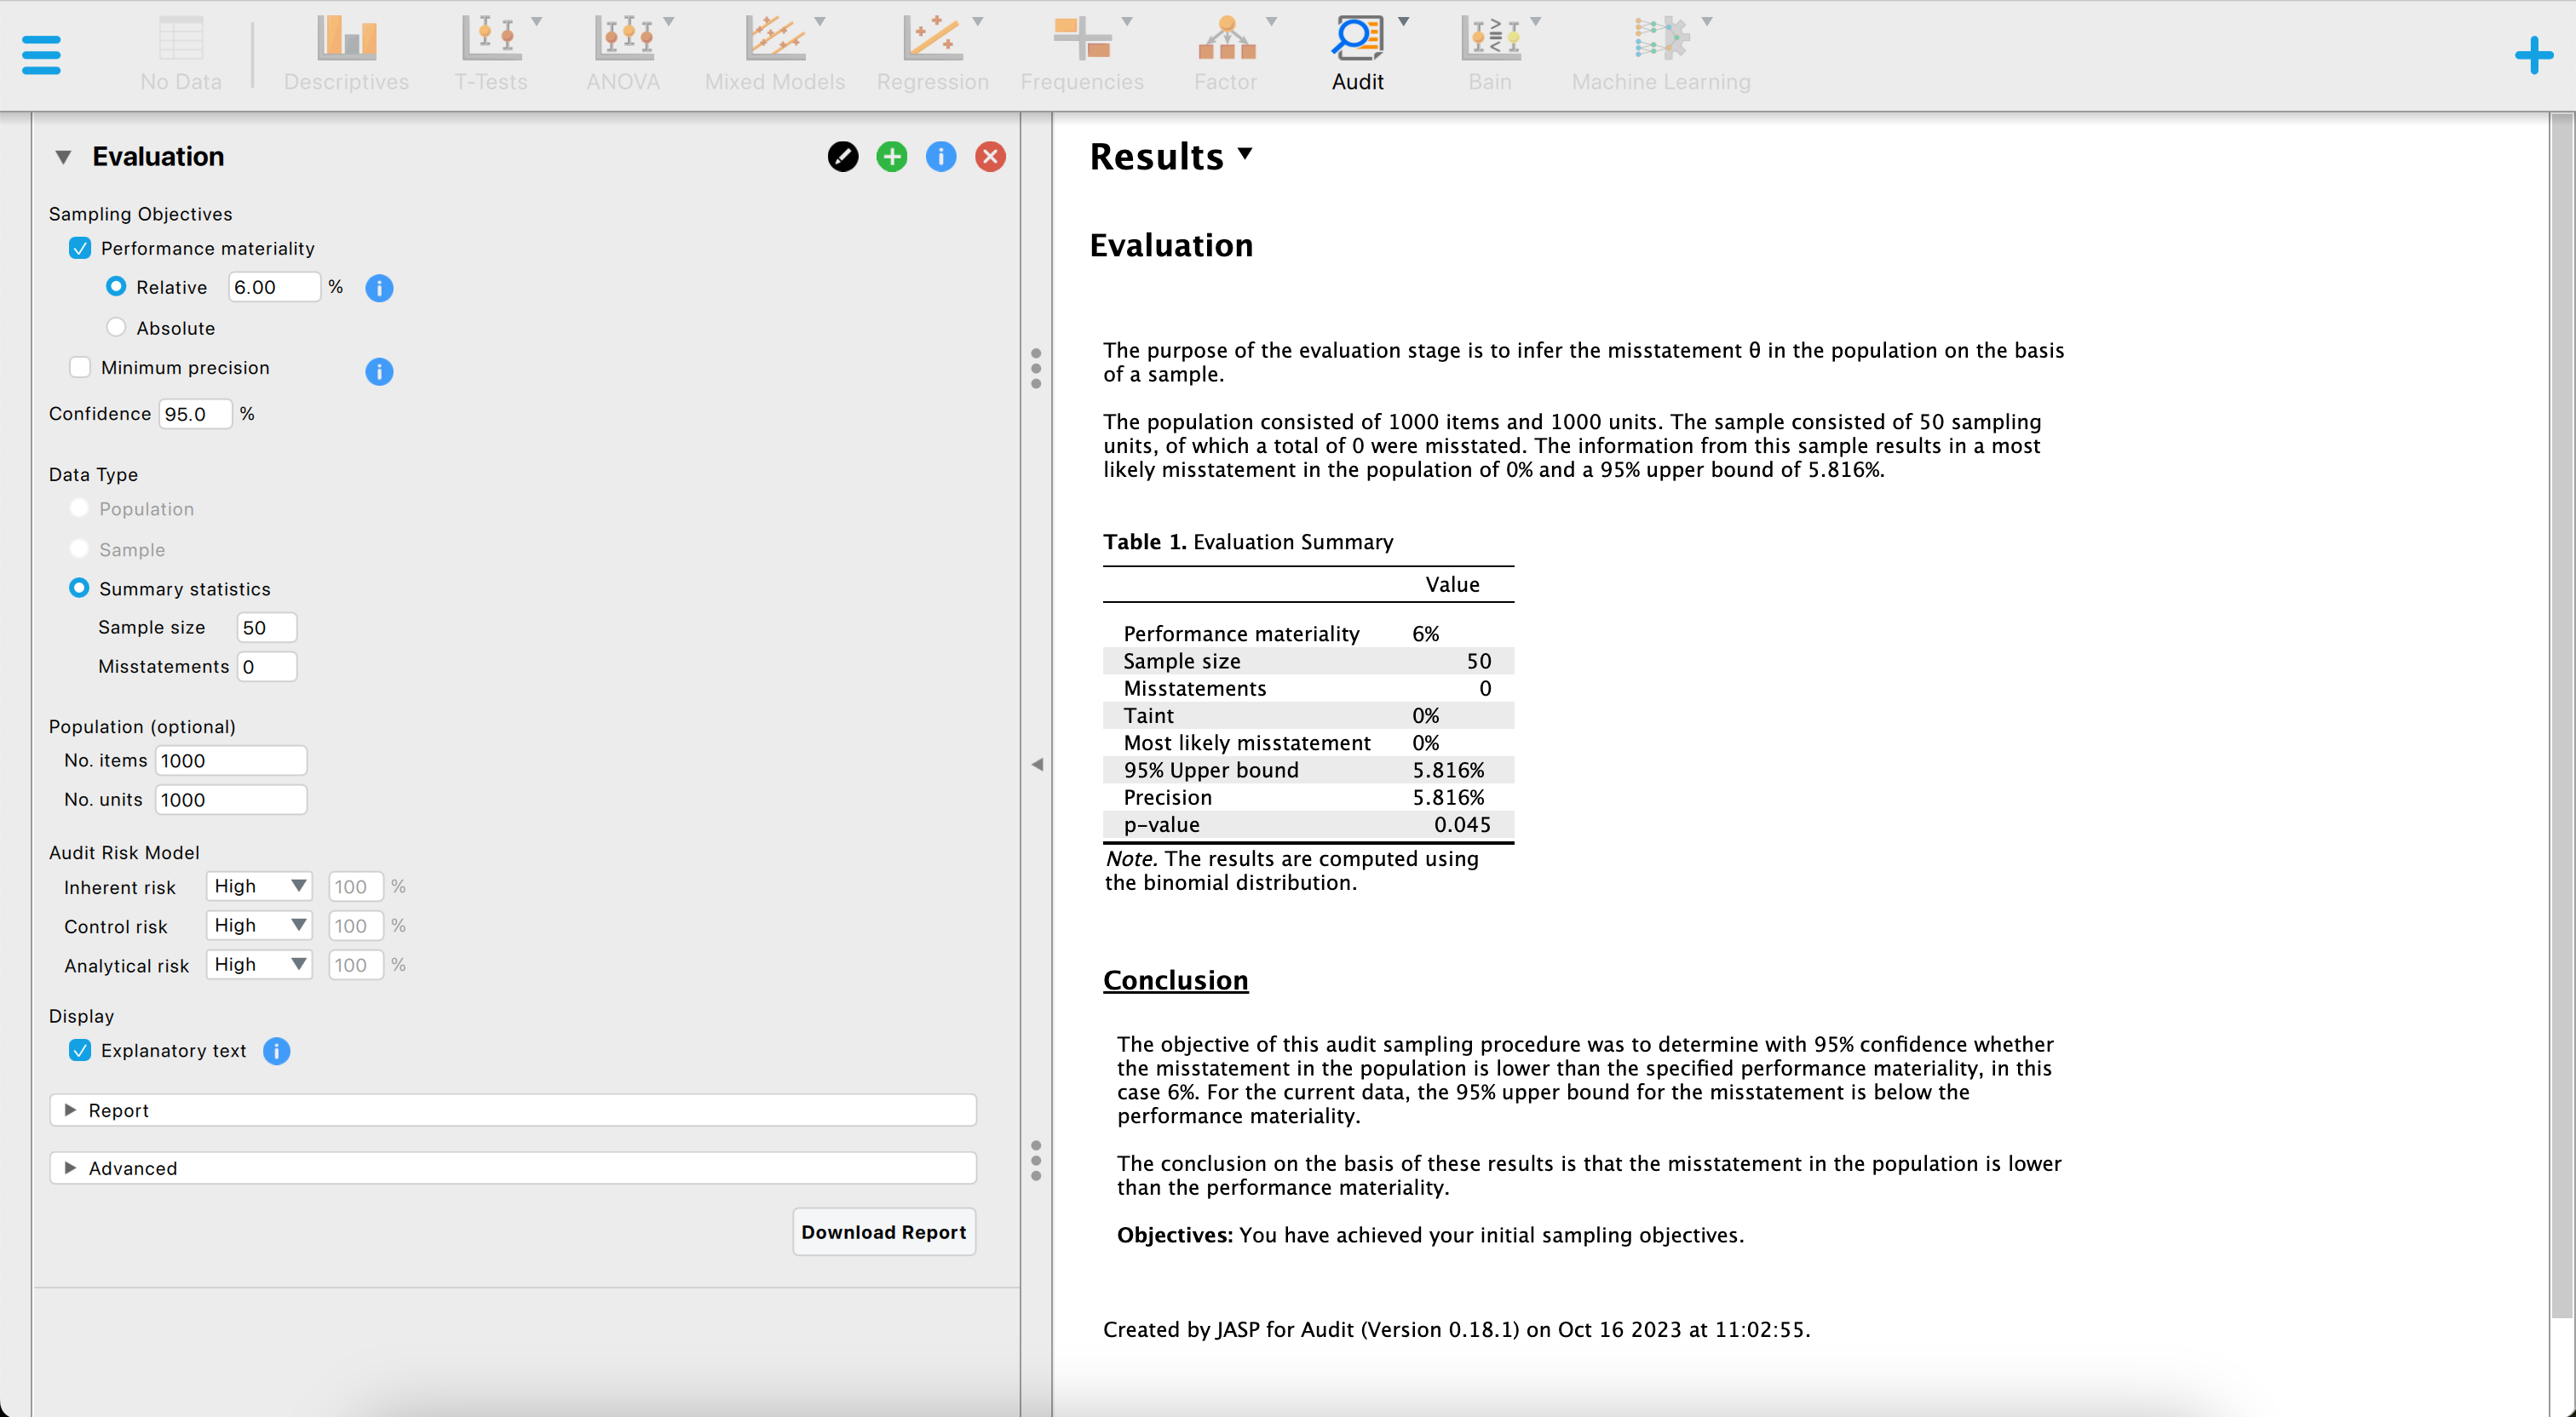 No Data
Descriptives
T-Tests
ANOVA
Mixed Models
Regression
Frequencies
Factor
Audit
Bain
Machine Learning
Evaluation
Sampling Objectives
Performance materiality
Relative 6.00 %
Absolute
Minimum precision
Confidence 95.0 %
Data Type
Population
Sample
Summary statistics
Sample size 50
Misstatements 0
Population (optional)
No. items 1000
No. units 1000
Audit Risk Model
Inherent risk High 100 %
Control risk High 100 %
Analytical risk High 100 %
Display
Explanatory text
Report
Advanced
Download Report
Results
Evaluation
The purpose of the evaluation stage is to infer the misstatement θ in the population on the basis
of a sample.
The population consisted of 1000 items and 1000 units. The sample consisted of 50 sampling
units, of which a total of 0 were misstated. The information from this sample results in a most
likely misstatement in the population of 0% and a 95% upper bound of 5.816%.
Table 1. Evaluation Summary
Value
Performance materiality 6%
Sample size 50
Misstatements 0
Taint 0%
Most likely misstatement 0%
95% Upper bound 5.816%
Precision 5.816%
p-value 0.045
Note. The results are computed using
the binomial distribution.
Conclusion
The objective of this audit sampling procedure was to determine with 95% confidence whether
the misstatement in the population is lower than the specified performance materiality, in this
case 6%. For the current data, the 95% upper bound for the misstatement is below the
performance materiality.
The conclusion on the basis of these results is that the misstatement in the population is lower
than the performance materiality.
Objectives: You have achieved your initial sampling objectives.
Created by JASP for Audit (Version 0.18.1) on Oct 16 2023 at 11:02:55.